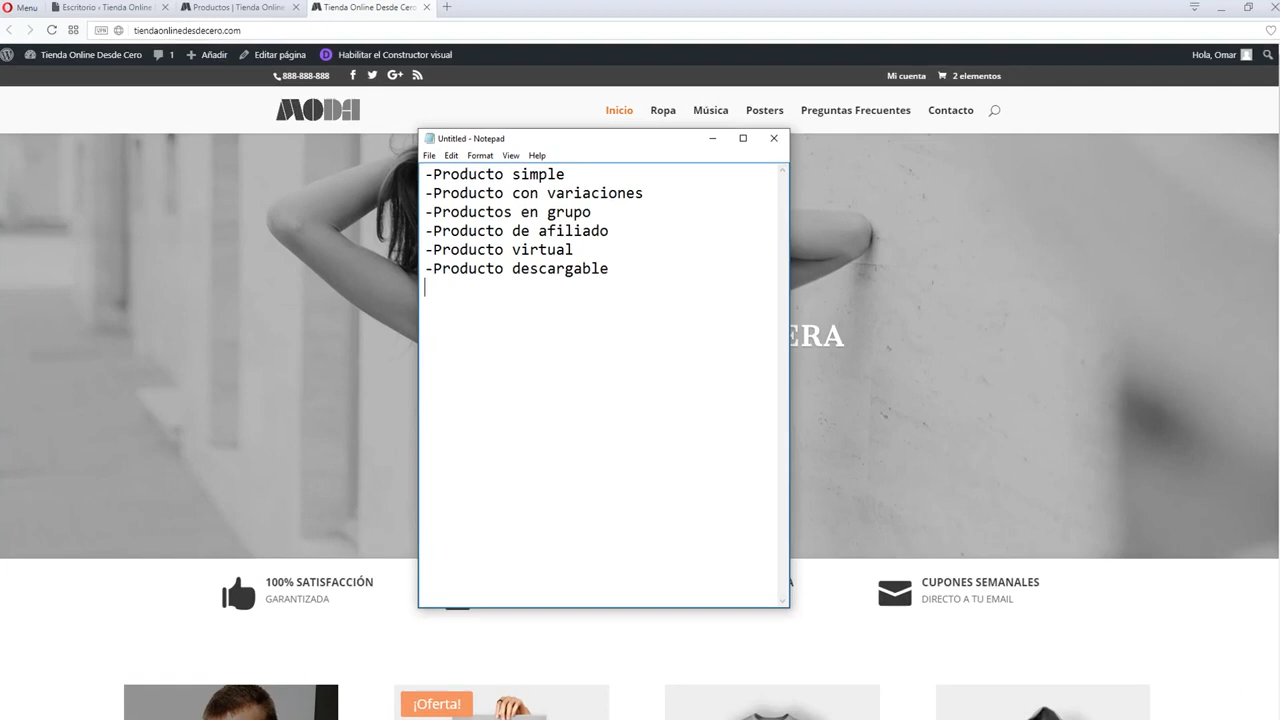 Menu
Escritorio ‹ Tienda Online
Productos | Tienda Online
Tienda Online Desde Cero
VPN
tiendaonlinedesdecero.com
Tienda Online Desde Cero
1
Añadir
Editar página
D
Habilitar el Constructor visual
Hola, Omar
888-888-888
Mi cuenta
2 elementos
MODA
Inicio
Ropa
Música
Posters
Preguntas Frecuentes
Contacto
Untitled - Notepad
File Edit Format View Help
-Producto simple
-Producto con variaciones
-Productos en grupo
-Producto de afiliado
-Producto virtual
-Producto descargable
ERA
100% SATISFACCIÓN
GARANTIZADA
CUPONES SEMANALES
DIRECTO A TU EMAIL
¡Oferta!